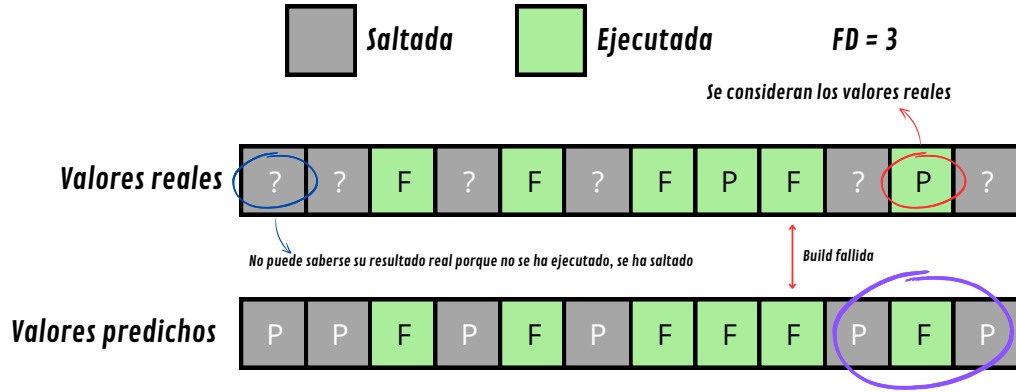 Saltada
Ejecutada
FD = 3
Se consideran los valores reales
Valores reales
? ? F ? F ? F P F ? P ?
No puede saberse su resultado real porque no se ha ejecutado, se ha saltado
Build fallida
Valores predichos
P P F P F P F F F P F P